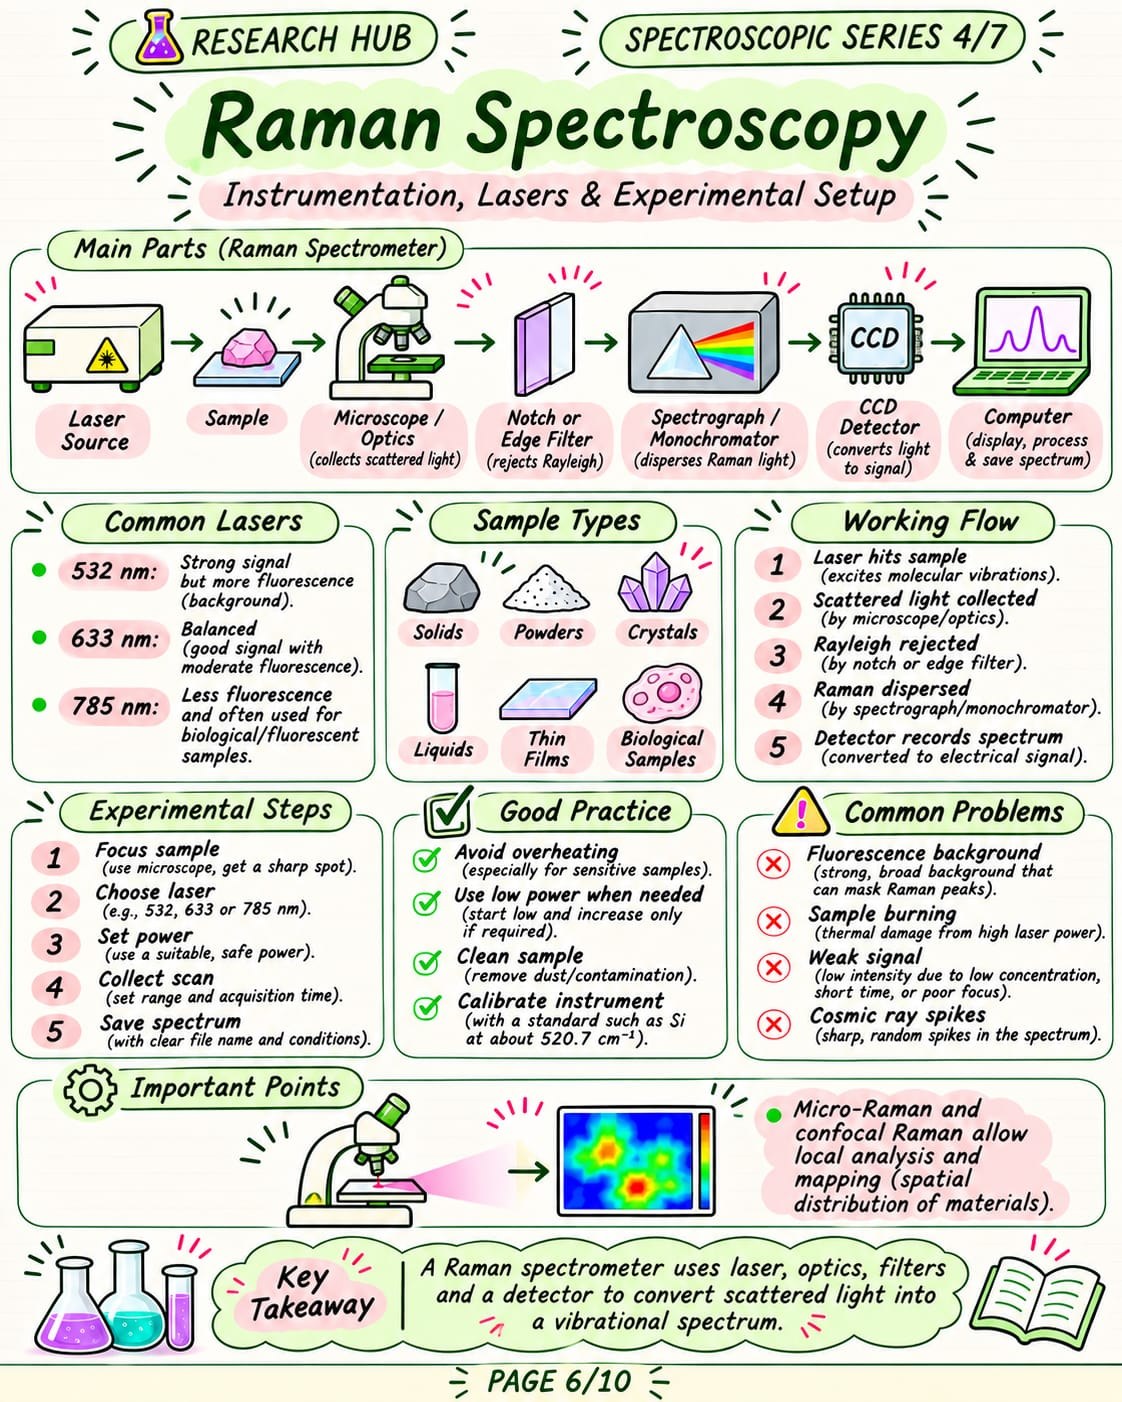 RESEARCH HUB
SPECTROSCOPIC SERIES 4/7
Raman Spectroscopy
Instrumentation, Lasers & Experimental Setup
Main Parts (Raman Spectrometer)
Laser
Source
Sample
Microscope /
Optics
(collects scattered light)
Notch or
Edge Filter
(rejects Rayleigh)
Spectrograph /
Monochromator
(disperses Raman light)
CCD
CCD
Detector
(converts light
to signal)
Computer
(display, process
& save spectrum)
Common Lasers
532 nm:
Strong signal
but more fluorescence
(background).
633 nm:
Balanced
(good signal with
moderate fluorescence).
785 nm:
Less fluorescence
and often used for
biological/fluorescent
samples.
Sample Types
Solids
Powders
Crystals
Liquids
Thin
Films
Biological
Samples
Working Flow
1 Laser hits sample
(excites molecular vibrations).
2 Scattered light collected
(by microscope/optics).
3 Rayleigh rejected
(by notch or edge filter).
4 Raman dispersed
(by spectrograph/monochromator).
5 Detector records spectrum
(converted to electrical signal).
Experimental Steps
1 Focus sample
(use microscope, get a sharp spot).
2 Choose laser
(e.g., 532, 633 or 785 nm).
3 Set power
(use a suitable, safe power).
4 Collect scan
(set range and acquisition time).
5 Save spectrum
(with clear file name and conditions).
Good Practice
Avoid overheating
(especially for sensitive samples).
Use low power when needed
(start low and increase only
if required).
Clean sample
(remove dust/contamination).
Calibrate instrument
(with a standard such as Si
at about 520.7 cm⁻¹).
Common Problems
Fluorescence background
(strong, broad background that
can mask Raman peaks).
Sample burning
(thermal damage from high laser power).
Weak signal
(low intensity due to low concentration,
short time, or poor focus).
Cosmic ray spikes
(sharp, random spikes in the spectrum).
Important Points
Micro-Raman and
confocal Raman allow
local analysis and
mapping (spatial
distribution of materials).
Key
Takeaway
A Raman spectrometer uses laser, optics, filters
and a detector to convert scattered light into
a vibrational spectrum.
PAGE 6/10